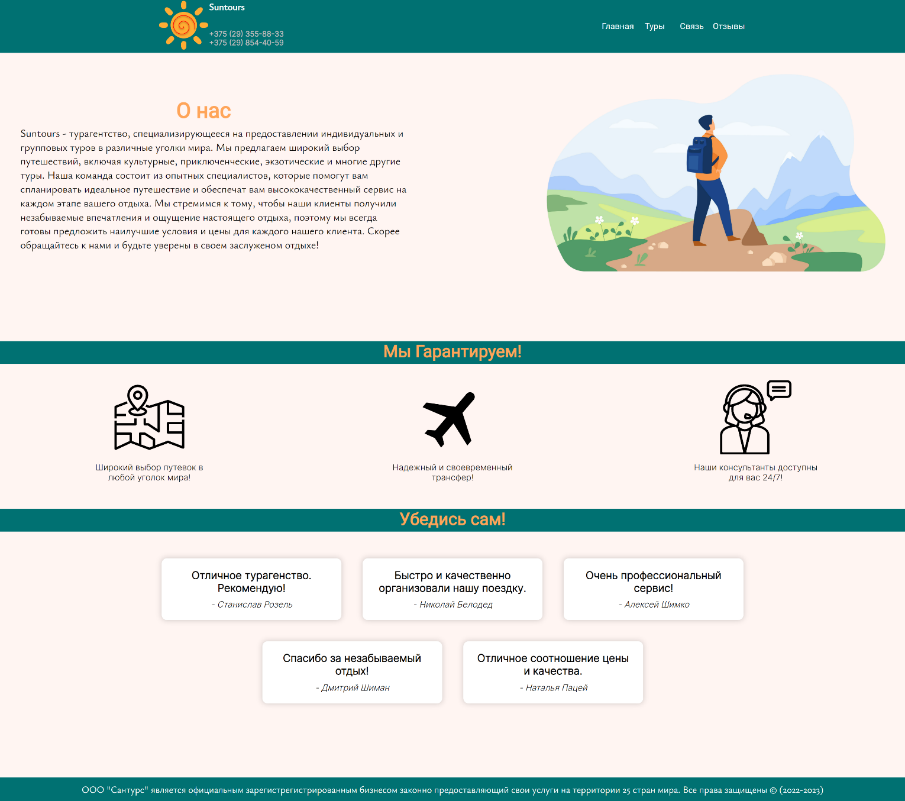 Suntours
+375 (29) 355-68-33
+375 (29) 854-40-59
Главная Туры Связь Отзывы
О нас
Suntours - турагентство, специализирующееся на предоставлении индивидуальных и
групповых туров в различные уголки мира. Мы предлагаем широкий выбор
путешествий, включая культурные, приключенческие, экзотические и многие другие
туры. Наша команда состоит из опытных специалистов, которые помогут вам
спланировать идеальное путешествие и обеспечат вам высококачественный сервис на
каждом этапе вашего отдыха. Мы стремимся к тому, чтобы наши клиенты получили
незабываемые впечатления и ощущение настоящего отдыха, поэтому мы всегда
готовы предложить наилучшие условия и цены для каждого нашего клиента. Скорее
обращайтесь к нами и будьте уверены в своем заслуженом отдыхе!
Мы Гарантируем!
Широкий выбор путевок в
любой уголок мира!
Надежный и своевременный
трансфер!
Наши консультанты доступны
для вас 24/7!
Убедись сам!
Отличное турагенство.
Рекомендую!
- Станислав Розель
Быстро и качественно
организовали нашу поездку.
- Николай Белодед
Очень профессиональный
сервис!
- Алексей Шимко
Спасибо за незабываемый
отдых!
- Дмитрий Шиман
Отличное соотношение цены
и качества.
- Наталья Пацей
ООО "Сантурс" является официальным зарегистрегистрированным бизнесом законно предоставляющий свои услуги на территории 25 стран мира. Все права защищены © (2022-2023)